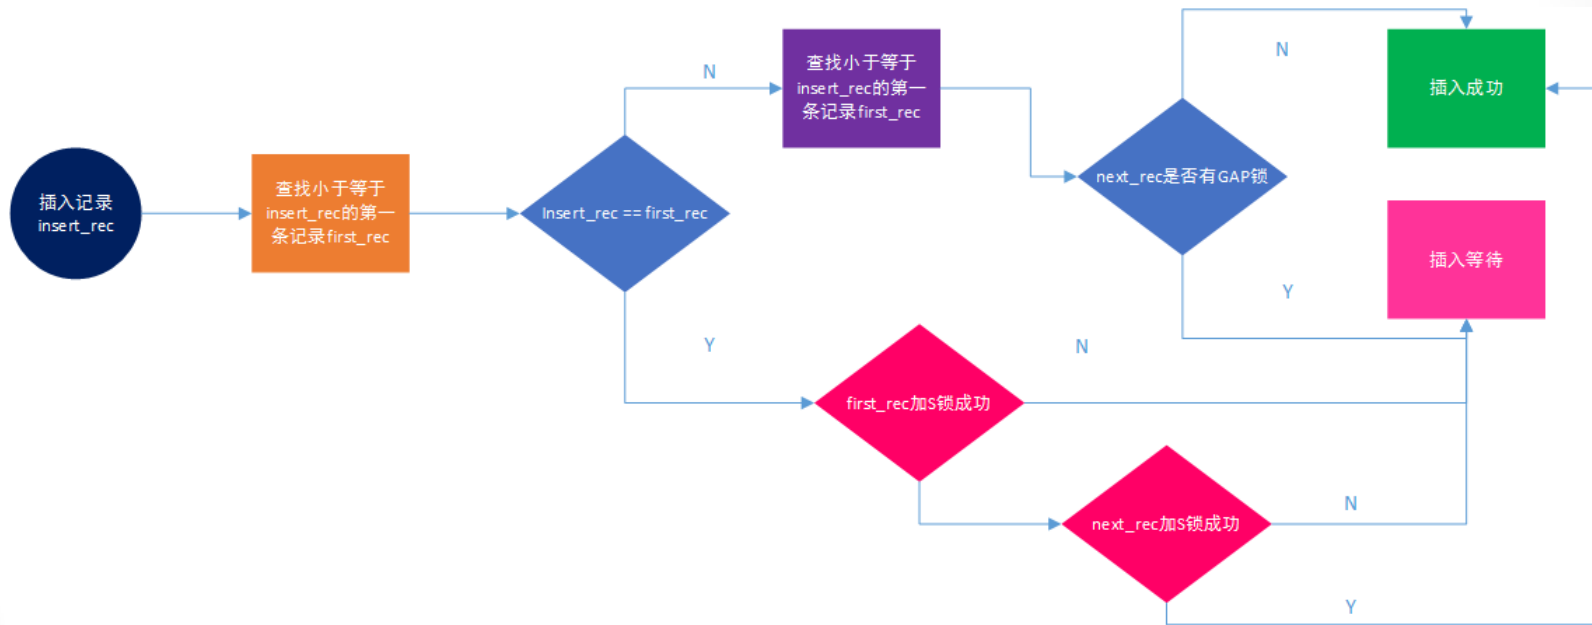 插入记录
insert_rec
查找小于等于
insert_rec的第一
条记录first_rec
Insert_rec == first_rec
N
查找小于等于
insert_rec的第一
条记录first_rec
next_rec是否有GAP锁
N
插入成功
Y
插入等待
Y
first_rec加S锁成功
N
next_rec加S锁成功
N
Y